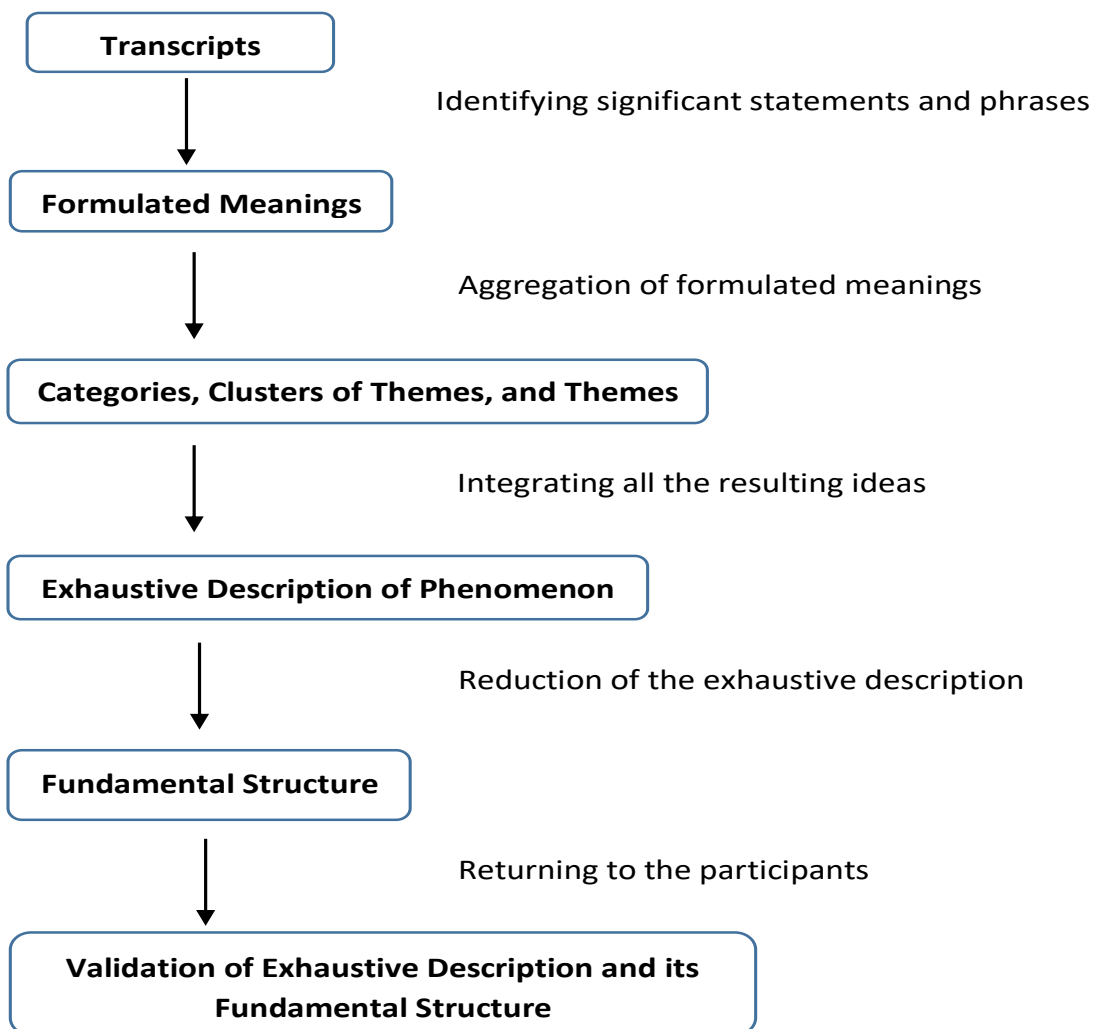 Transcripts
Identifying significant statements and phrases
Formulated Meanings
Aggregation of formulated meanings
Categories, Clusters of Themes, and Themes
Integrating all the resulting ideas
Exhaustive Description of Phenomenon
Reduction of the exhaustive description
Fundamental Structure
Returning to the participants
Validation of Exhaustive Description and its
Fundamental Structure